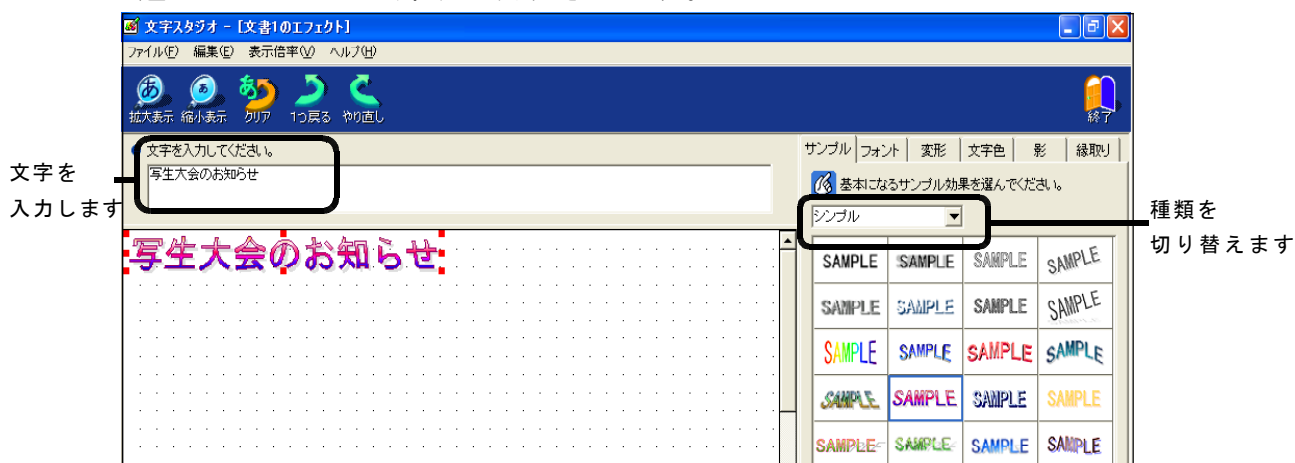 文字スタジオ - [文書1のエフェクト]
ファイル(F) 編集(E) 表示倍率(V) ヘルプ(H)
拡大表示 縮小表示 クリア 1つ戻る やり直し 終了
文字を入力してください。
写生大会のお知らせ
文字を
入力します
サンプル フォント 変形 文字色 影 縁取り
基本になるサンプル効果を選んでください。
シンプル
種類を
切り替えます
写生大会のお知らせ
SAMPLE SAMPLE SAMPLE SAMPLE
SAMPLE SAMPLE SAMPLE SAMPLE
SAMPLE SAMPLE SAMPLE SAMPLE
SAMPLE SAMPLE SAMPLE SAMPLE
SAMPLE SAMPLE SAMPLE SAMPLE